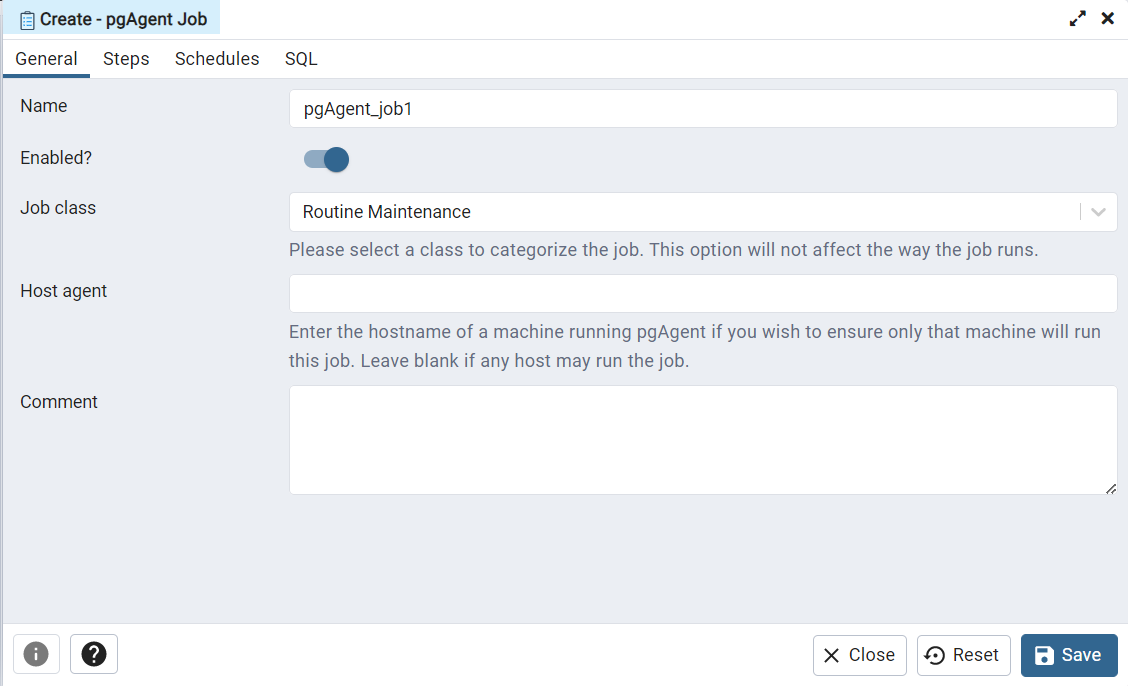 Create - pgAgent Job
General Steps Schedules SQL
Name
pgAgent_job1
Enabled?
Job class
Routine Maintenance
Please select a class to categorize the job. This option will not affect the way the job runs.
Host agent
Enter the hostname of a machine running pgAgent if you wish to ensure only that machine will run
this job. Leave blank if any host may run the job.
Comment
Close Reset Save